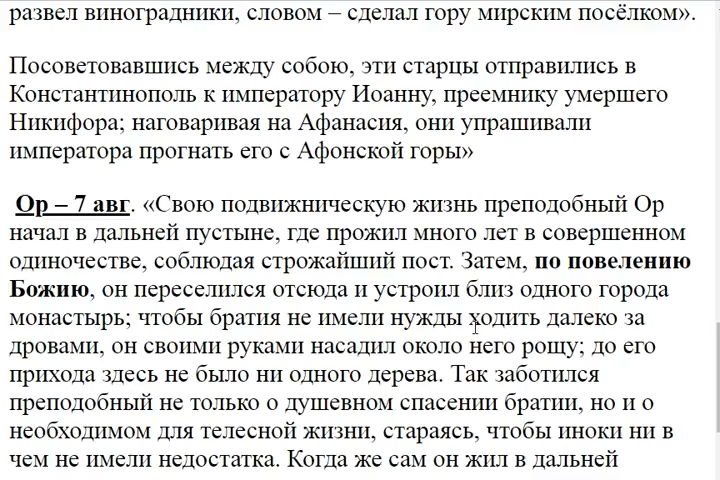 развел виноградники, словом – сделал гору мирским посёлком».
Посоветовавшись между собою, эти старцы отправились в
Константинополь к императору Иоанну, преемнику умершего
Никифора; наговаривая на Афанасия, они упрашивали
императора прогнать его с Афонской горы»
Ор – 7 авг. «Свою подвижническую жизнь преподобный Ор
начал в дальней пустыне, где прожил много лет в совершенном
одиночестве, соблюдая строжайший пост. Затем, по повелению
Божию, он переселился отсюда и устроил близ одного города
монастырь; чтобы братия не имели нужды ходить далеко за
дровами, он своими руками насадил около него рощу; до его
прихода здесь не было ни одного дерева. Так заботился
преподобный не только о душевном спасении братии, но и о
необходимом для телесной жизни, стараясь, чтобы иноки ни в
чем не имели недостатка. Когда же сам он жил в дальней